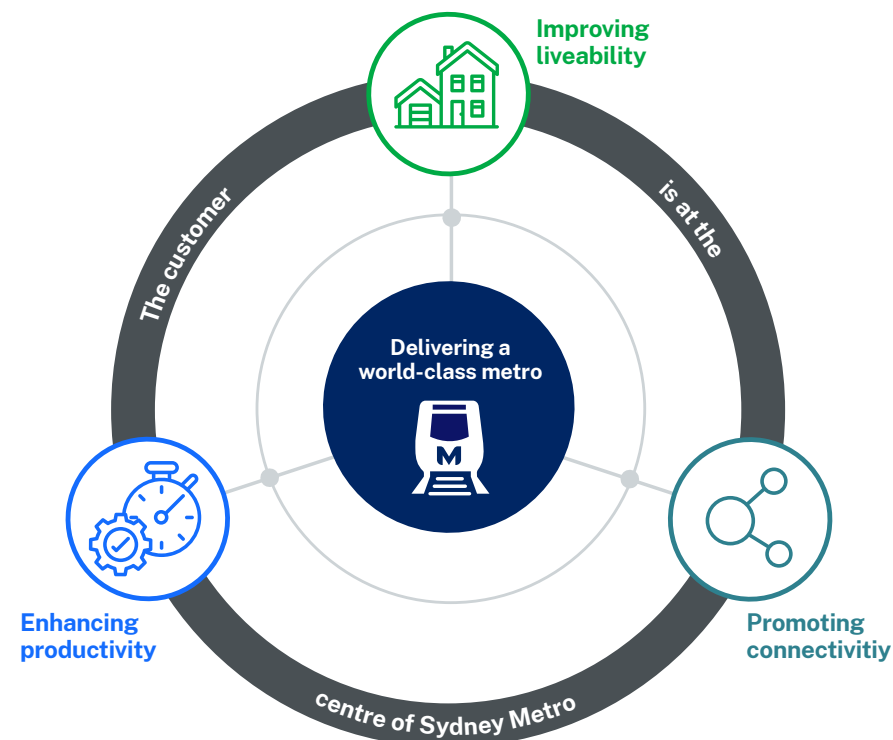 Improving
liveability
The customer
is at the
Delivering a
world-class metro
M
Enhancing
productivity
Promoting
connectivitiy
centre of Sydney Metro